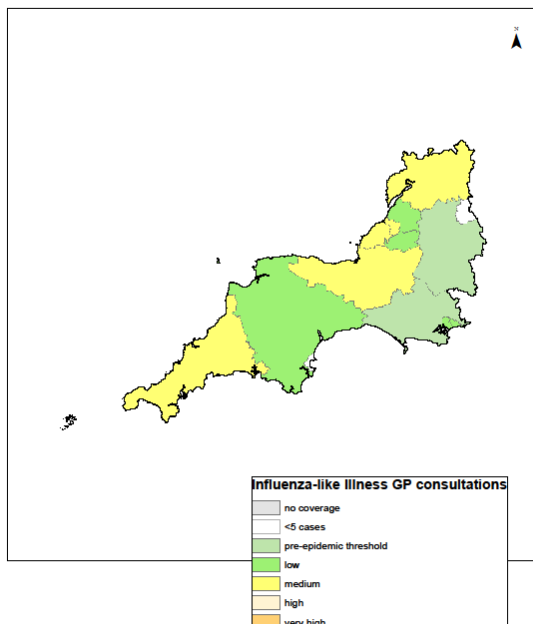 N
Influenza-like Illness GP consultations
no coverage
<5 cases
pre-epidemic threshold
low
medium
high
very high